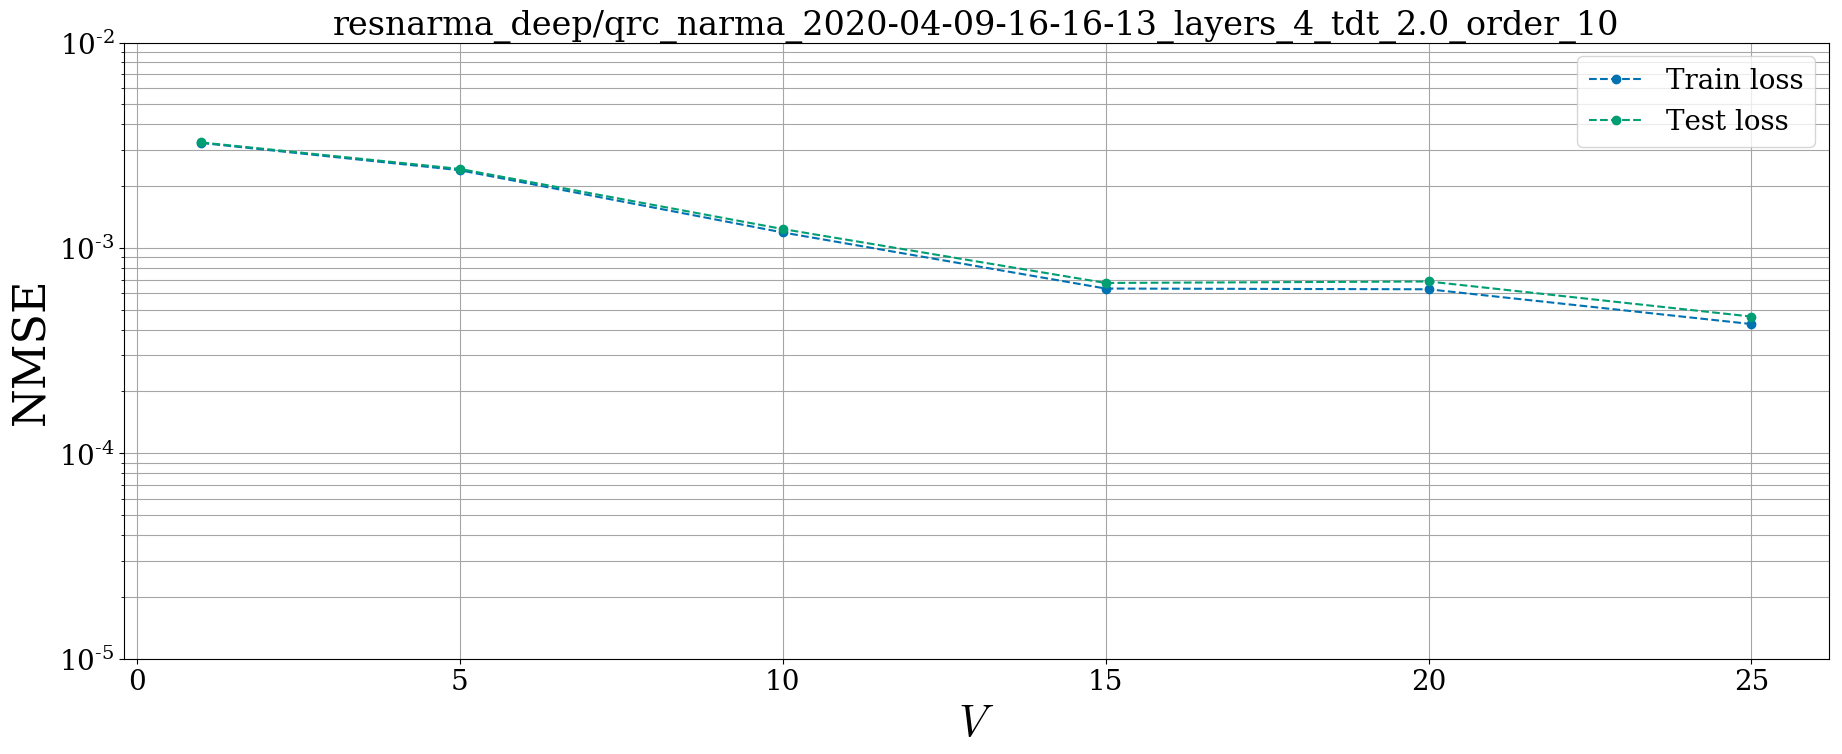 resnarma_deep/qrc_narma_2020-04-09-16-16-13_layers_4_tdt_2.0_order_10
10⁻²
10⁻³
10⁻⁴
10⁻⁵
NMSE
Train loss
Test loss
0 5 10 15 20 25
V